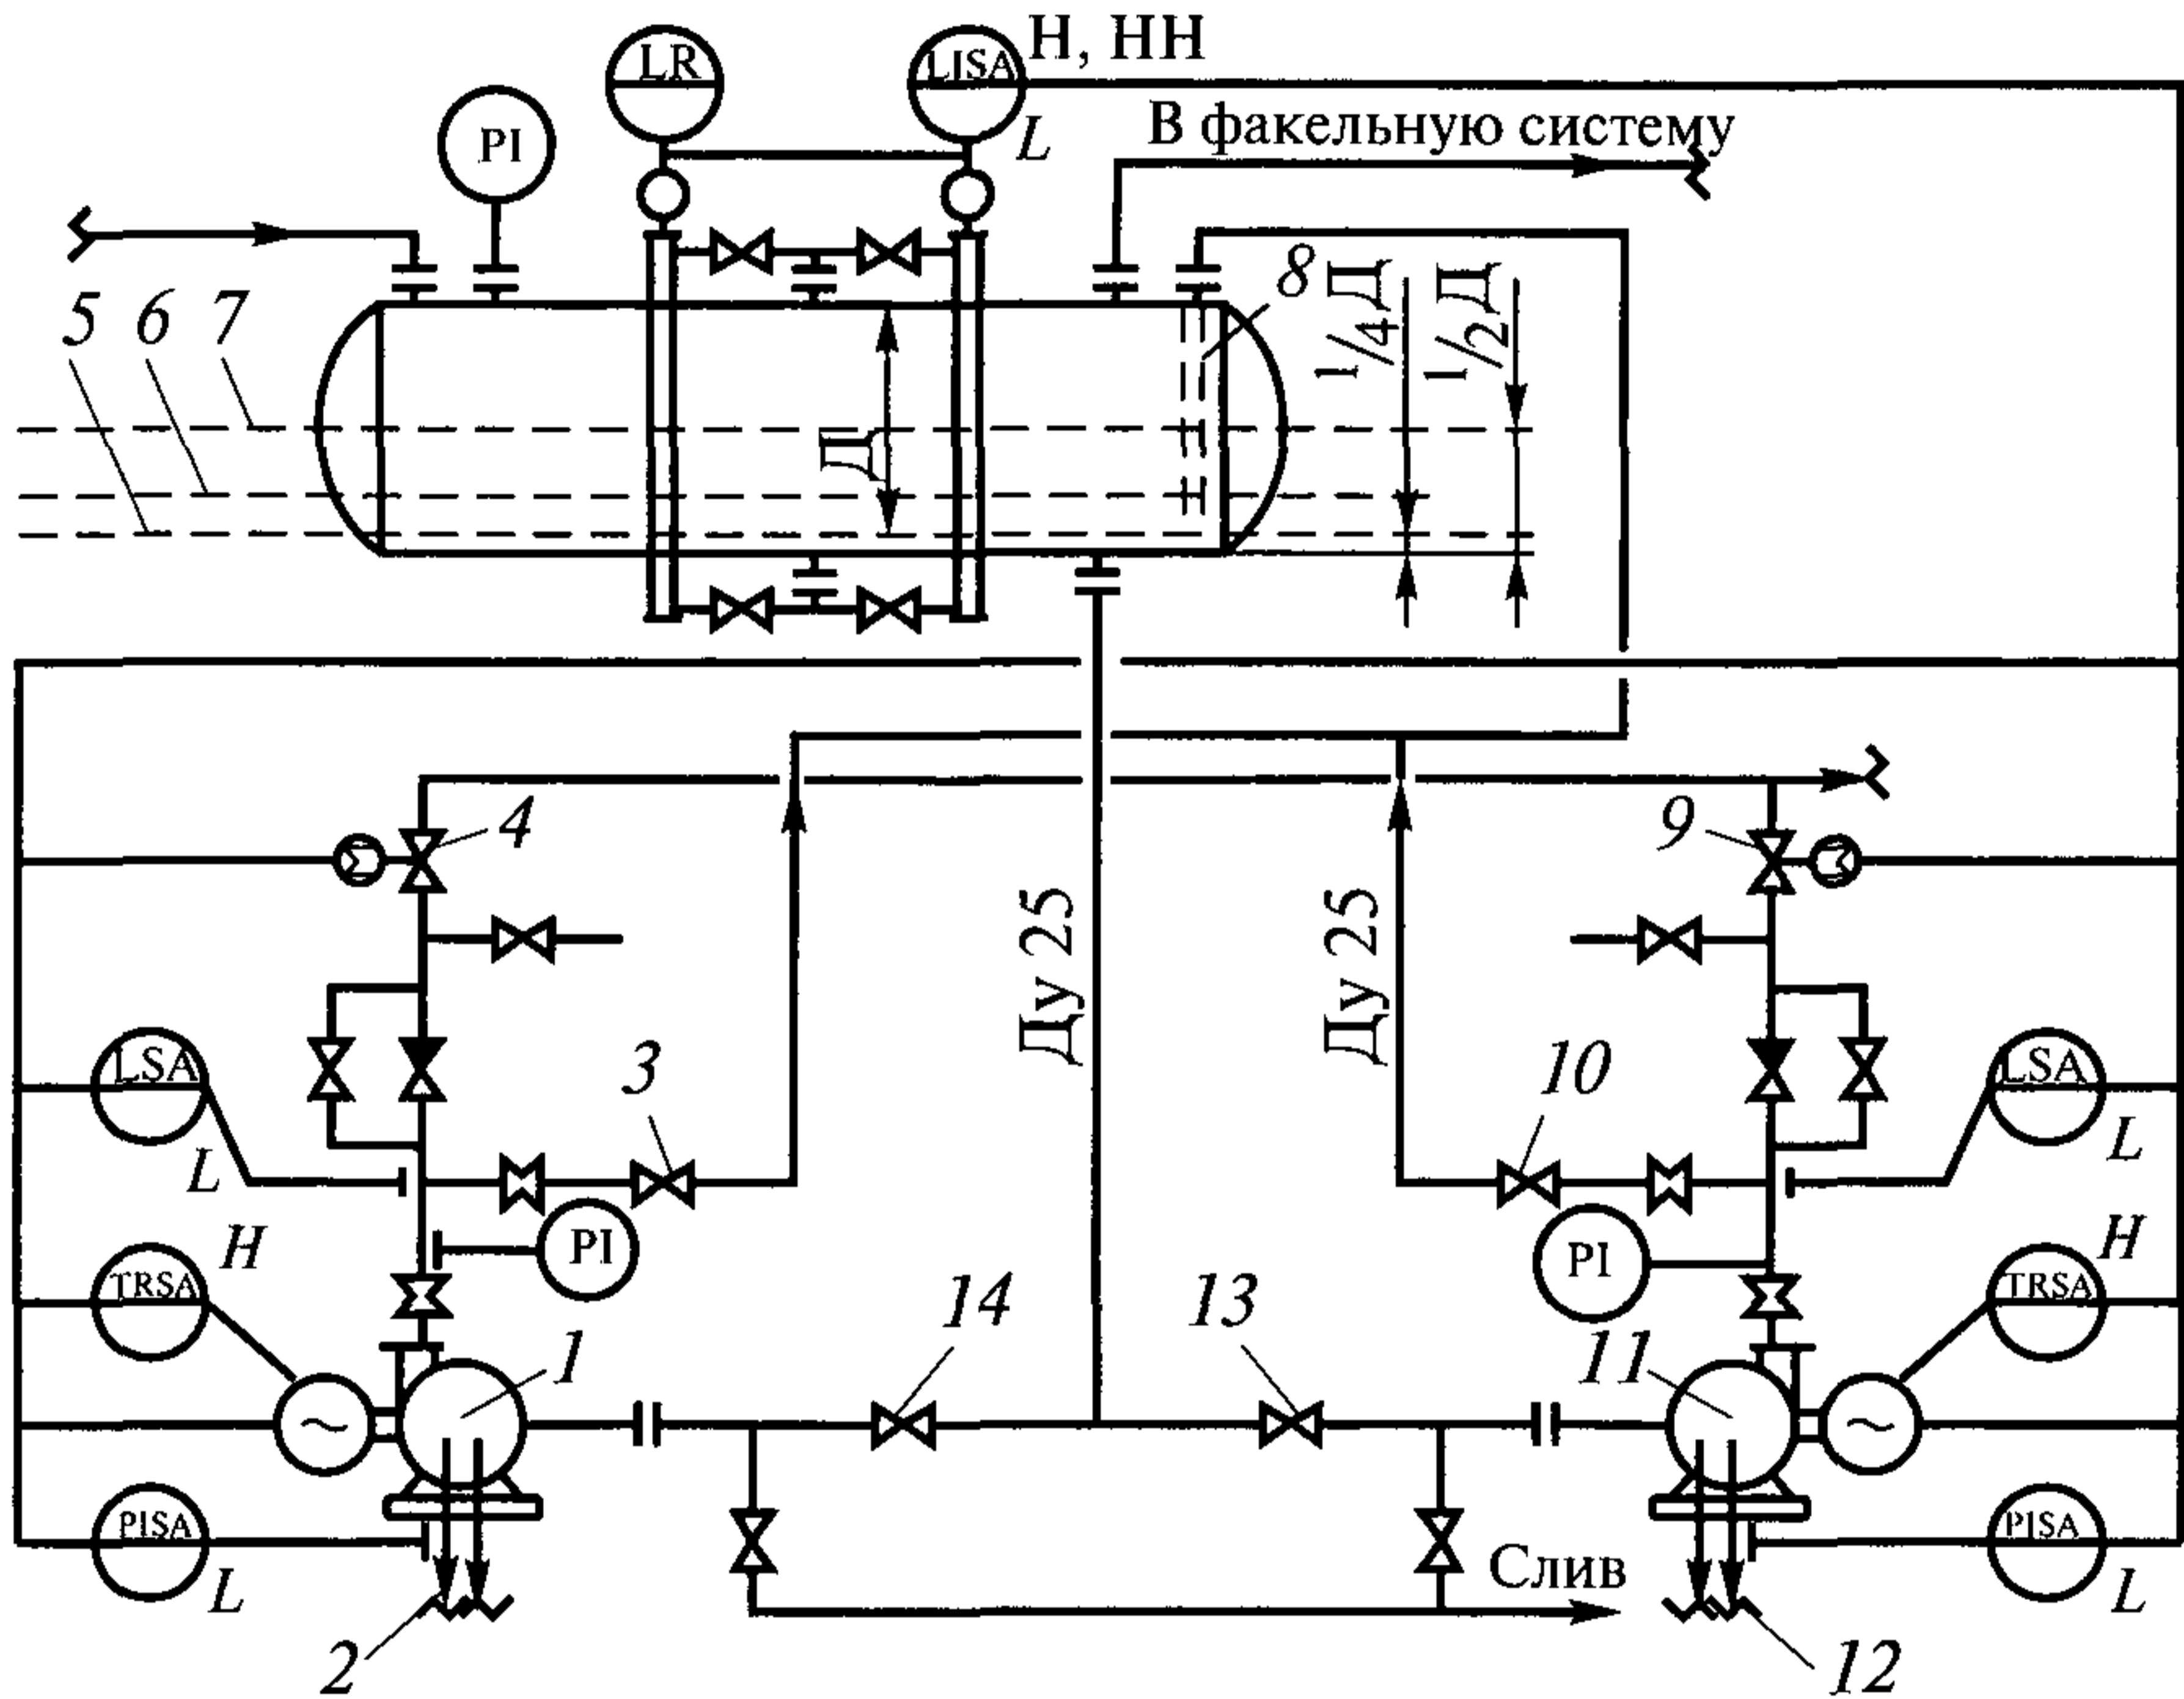 LR
LISA
Н, НН
L
PI
В факельную систему
5
6
7
8
1/4Д
1/2Д
Д
4
9
Ду 25
Ду 25
LSA
L
3
10
LSA
L
PI
PI
TRSA
H
TRSA
H
1
14
13
11
~
~
PISA
L
PISA
L
Слив
2
12